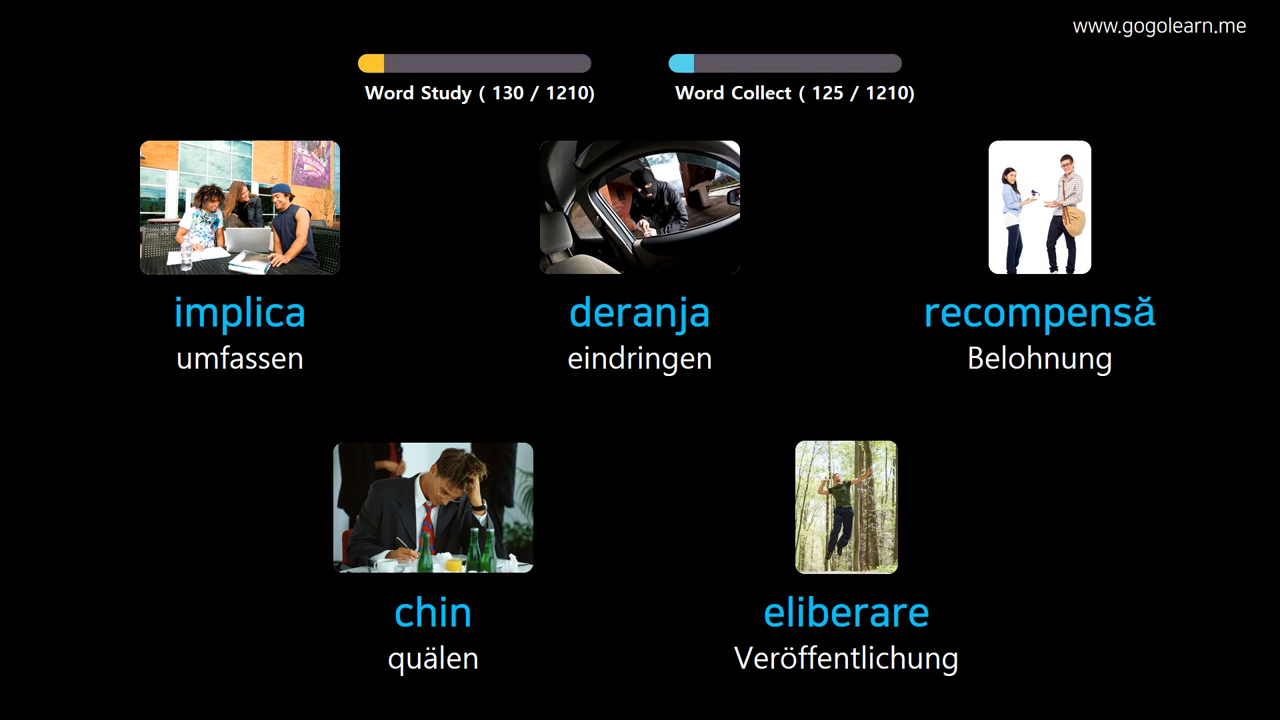 www.gogolearn.me
Word Study ( 130 / 1210)
Word Collect ( 125 / 1210)
implica
umfassen
deranja
eindringen
recompensă
Belohnung
chin
quälen
eliberare
Veröffentlichung